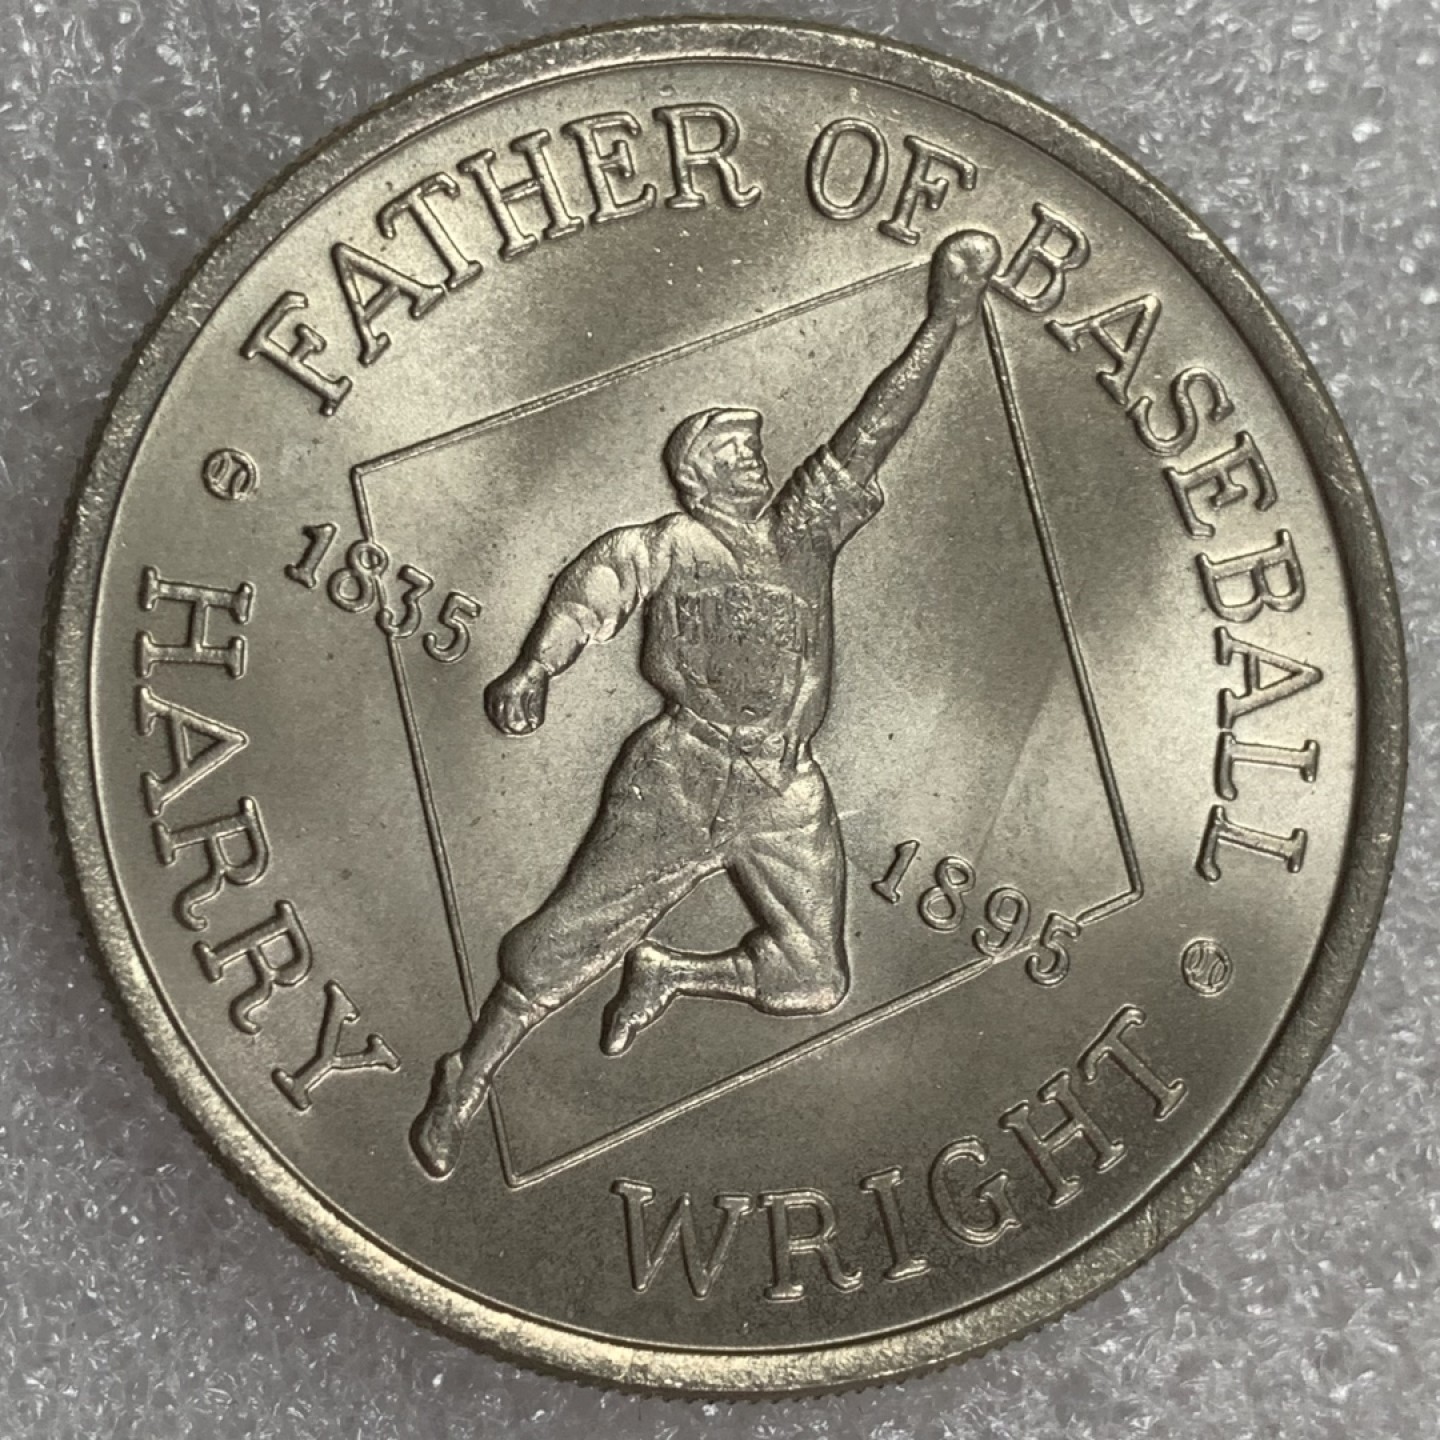 FATHER OF BASEBALL
HARRY WRIGHT
1835
1895